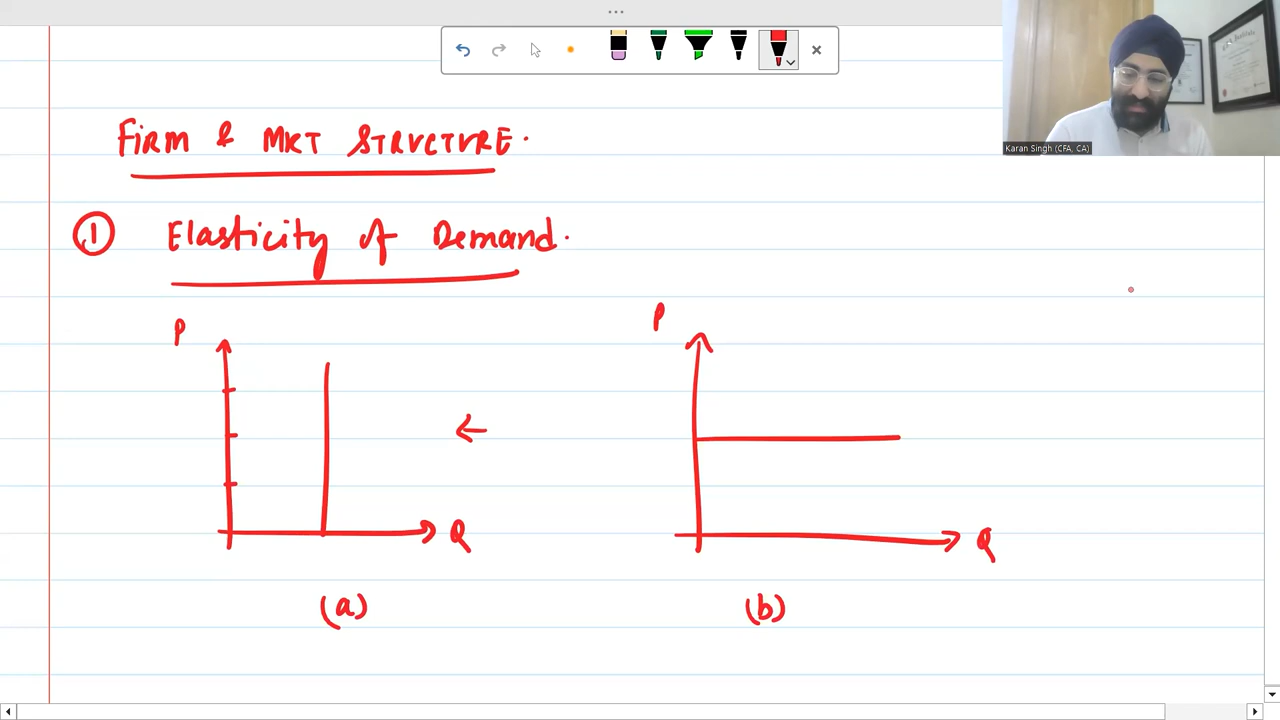 Karan Singh (CFA, CA)
FIRM & MKT STRUCTURE.
1 Elasticity of Demand.
P
P
Q
Q
(a)
(b)